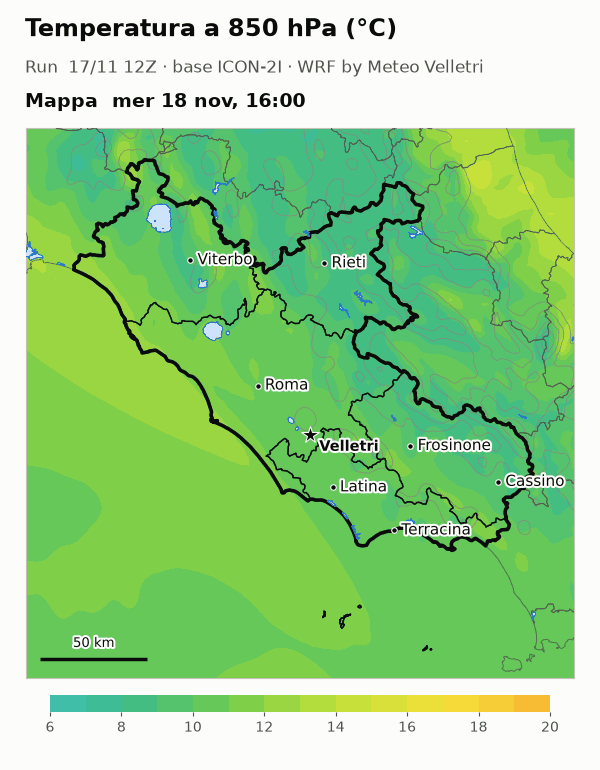 Temperatura a 850 hPa (°C)
Run  17/11 12Z · base ICON-2I · WRF by Meteo Velletri
Mappa  mer 18 nov, 16:00
Viterbo
Rieti
Roma
Velletri
Frosinone
Cassino
Latina
Terracina
50 km
6 8 10 12 14 16 18 20